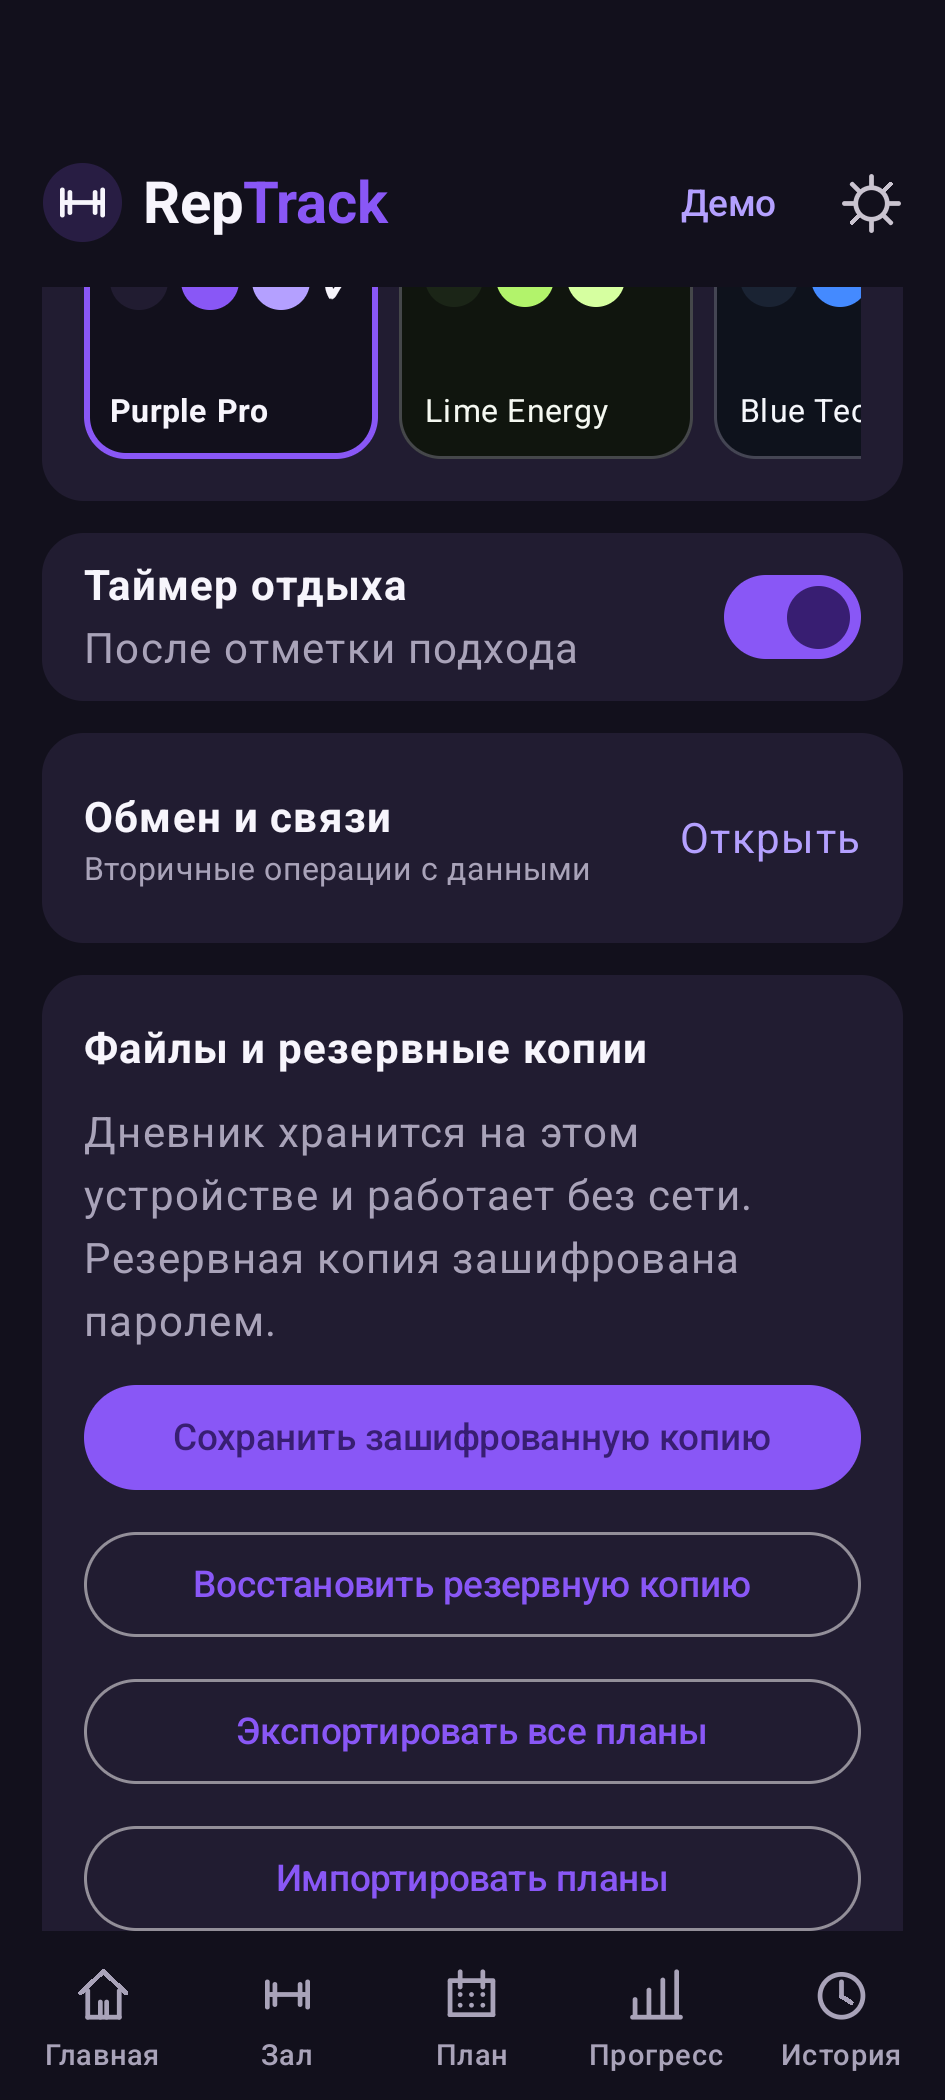 RepTrack
Демо
Purple Pro
Lime Energy
Blue Tec
Таймер отдыха
После отметки подхода
Обмен и связи
Вторичные операции с данными
Открыть
Файлы и резервные копии
Дневник хранится на этом
устройстве и работает без сети.
Резервная копия зашифрована
паролем.
Сохранить зашифрованную копию
Восстановить резервную копию
Экспортировать все планы
Импортировать планы
Главная
Зал
План
Прогресс
История